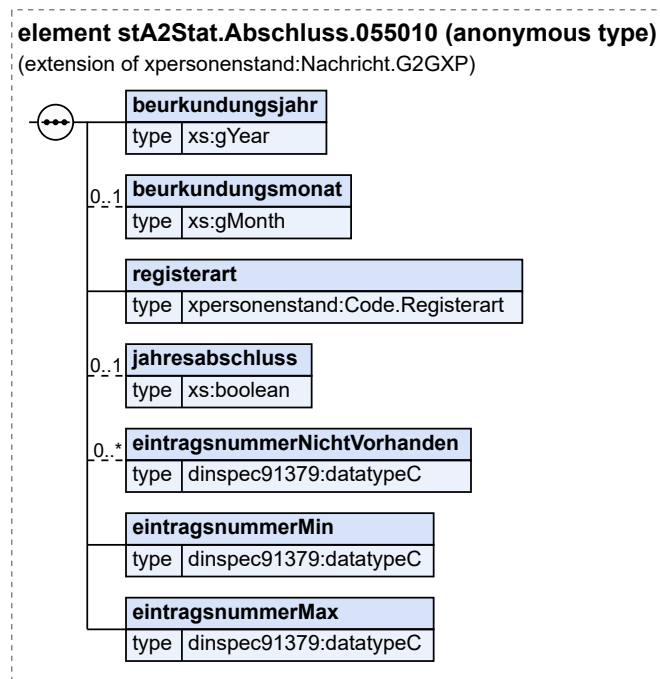 element stA2Stat.Abschluss.055010 (anonymous type)
(extension of xpersonenstand:Nachricht.G2GXP)
beurkundungsjahr
type xs:gYear
0..1 beurkundungsmonat
type xs:gMonth
registerart
type xpersonenstand:Code.Registerart
0..1 jahresabschluss
type xs:boolean
0..* eintragsnummerNichtVorhanden
type dinspec91379:datatypeC
eintragsnummerMin
type dinspec91379:datatypeC
eintragsnummerMax
type dinspec91379:datatypeC